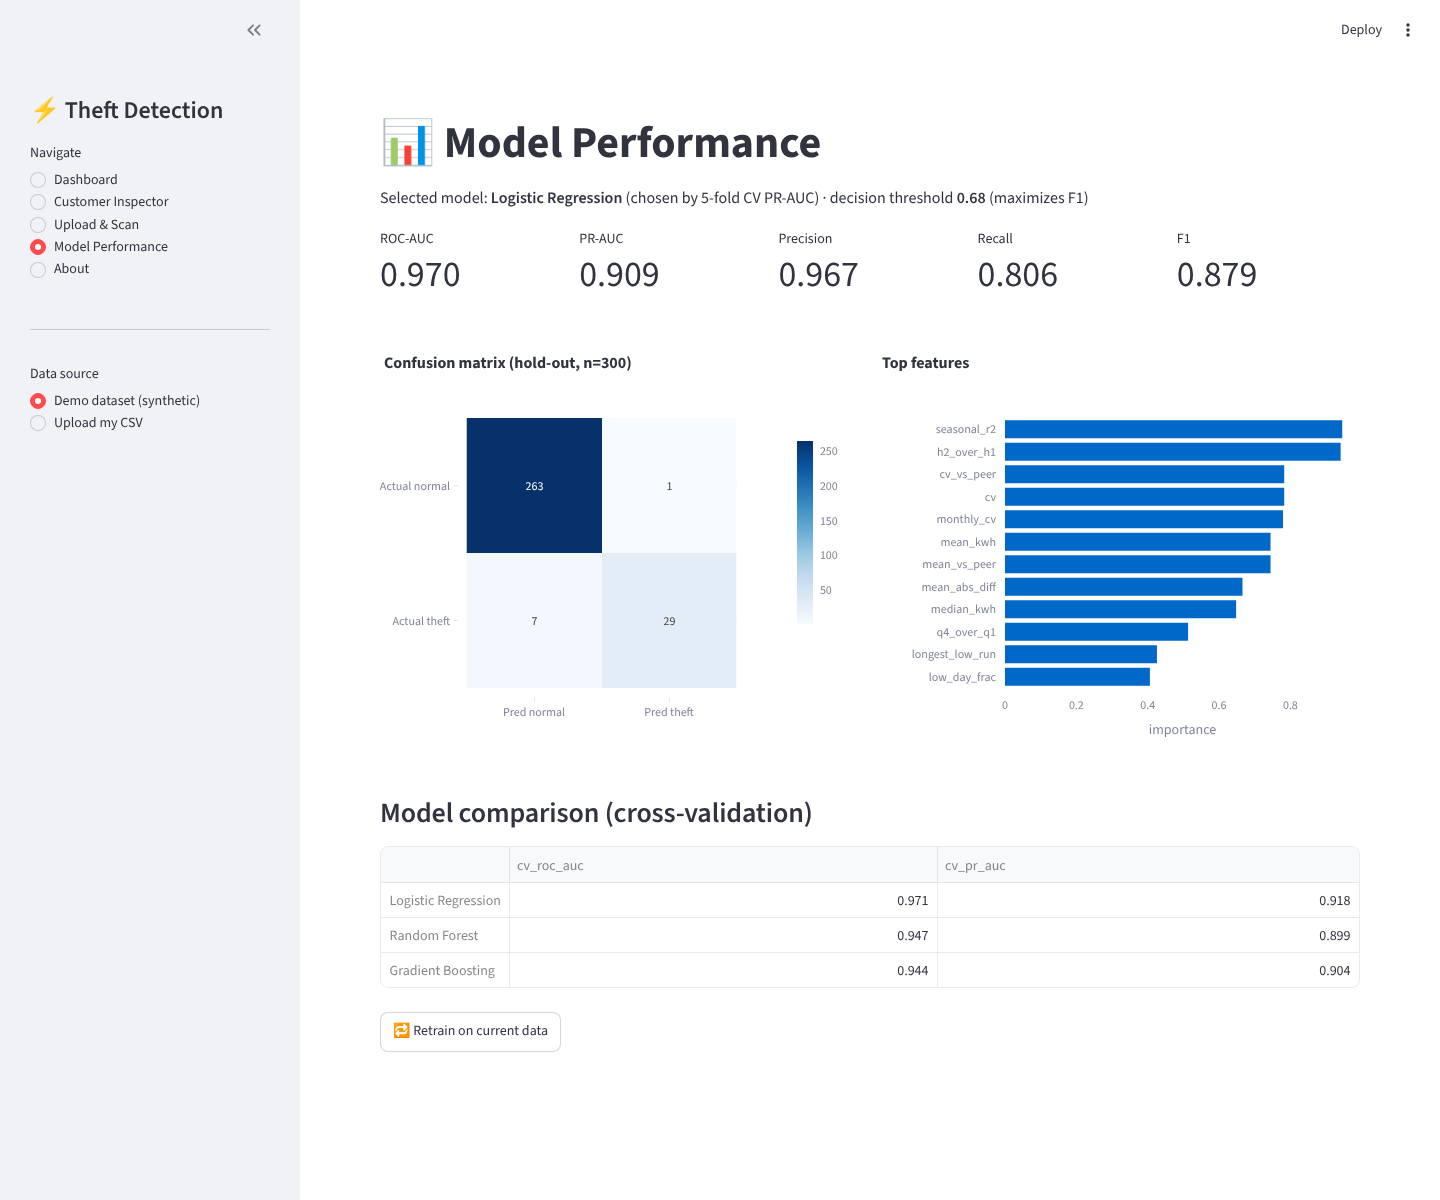 Deploy
⚡ Theft Detection
Navigate
Dashboard
Customer Inspector
Upload & Scan
Model Performance
About
Data source
Demo dataset (synthetic)
Upload my CSV
📊 Model Performance
Selected model: Logistic Regression (chosen by 5-fold CV PR-AUC) · decision threshold 0.68 (maximizes F1)
ROC-AUC PR-AUC Precision Recall F1
0.970 0.909 0.967 0.806 0.879
Confusion matrix (hold-out, n=300)
Actual normal 263 1
Actual theft 7 29
Pred normal Pred theft
250
200
150
100
50
Top features
seasonal_r2
h2_over_h1
cv_vs_peer
cv
monthly_cv
mean_kwh
mean_vs_peer
mean_abs_diff
median_kwh
q4_over_q1
longest_low_run
low_day_frac
0 0.2 0.4 0.6 0.8
importance
Model comparison (cross-validation)
cv_roc_auc cv_pr_auc
Logistic Regression 0.971 0.918
Random Forest 0.947 0.899
Gradient Boosting 0.944 0.904
🔁 Retrain on current data